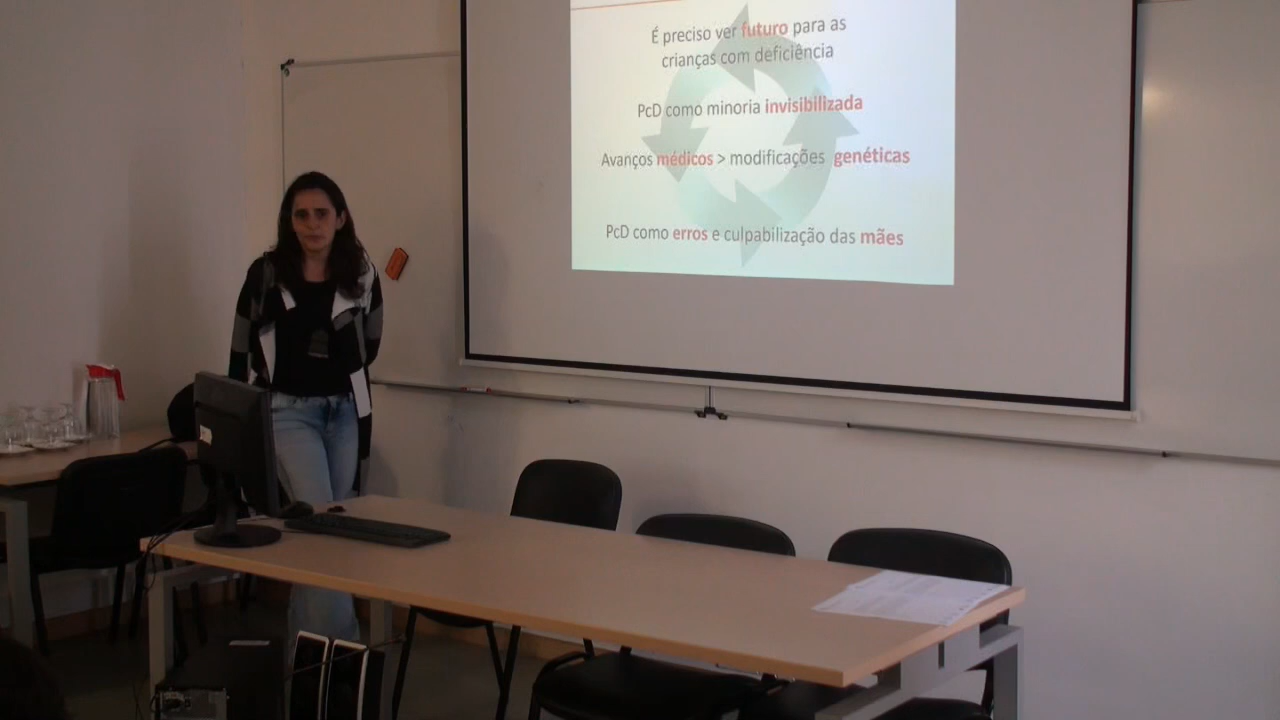 É preciso ver futuro para as
crianças com deficiência
PcD como minoria invisibilizada
Avanços médicos > modificações genéticas
PcD como erros e culpabilização das mães